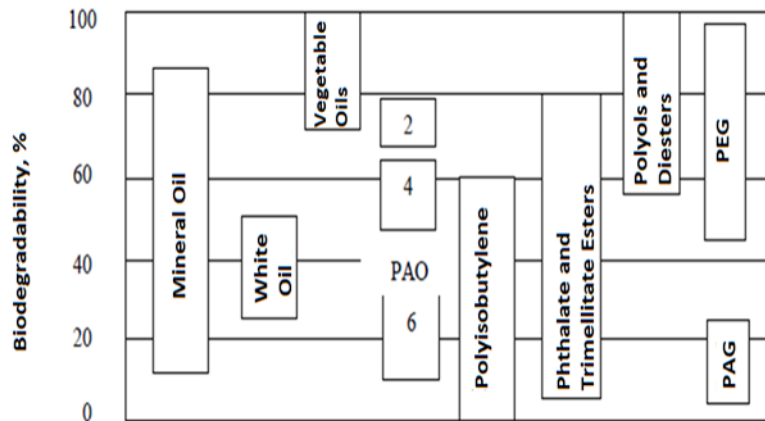 Biodegradability, %
100
80
60
40
20
0
Mineral Oil
White
Oil
Vegetable
Oils
2
4
PAO
6
Polyisobutylene
Phthalate and
Trimellitate Esters
Polyols and
Diesters
PEG
PAG